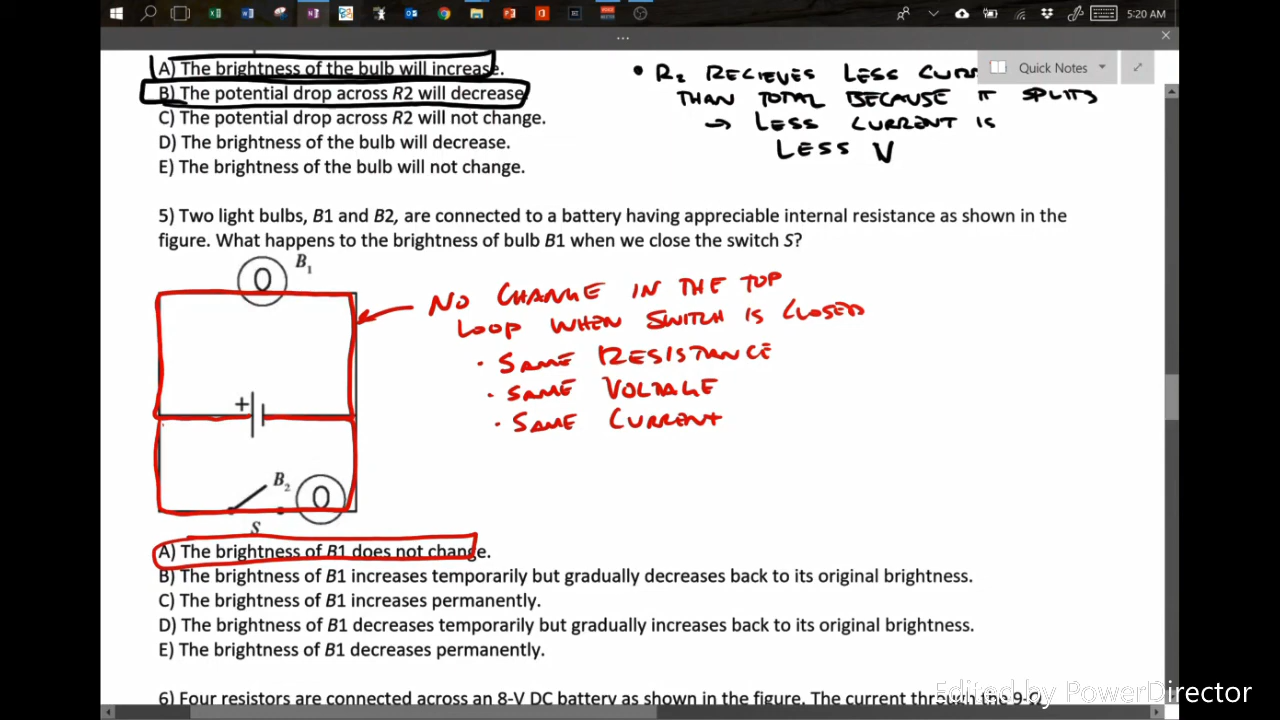 5:20 AM
Quick Notes
A) The brightness of the bulb will increase.
B) The potential drop across R2 will decrease
C) The potential drop across R2 will not change.
D) The brightness of the bulb will decrease.
E) The brightness of the bulb will not change.
• R2 RECIEVES LESS
THAN TOTAL BECAUSE IT SPLITS
→ LESS CURRENT IS
LESS V
5) Two light bulbs, B1 and B2, are connected to a battery having appreciable internal resistance as shown in the
figure. What happens to the brightness of bulb B1 when we close the switch S?
B1
NO CHANGE IN THE TOP
LOOP WHEN SWITCH IS CLOSED
· SAME RESISTANCE
· SAME VOLTAGE
· SAME CURRENT
+
B2
S
A) The brightness of B1 does not change.
B) The brightness of B1 increases temporarily but gradually decreases back to its original brightness.
C) The brightness of B1 increases permanently.
D) The brightness of B1 decreases temporarily but gradually increases back to its original brightness.
E) The brightness of B1 decreases permanently.
6) Four resistors are connected across an 8-V DC battery as shown in the figure. The current through the 9-Ω
Edited by PowerDirector